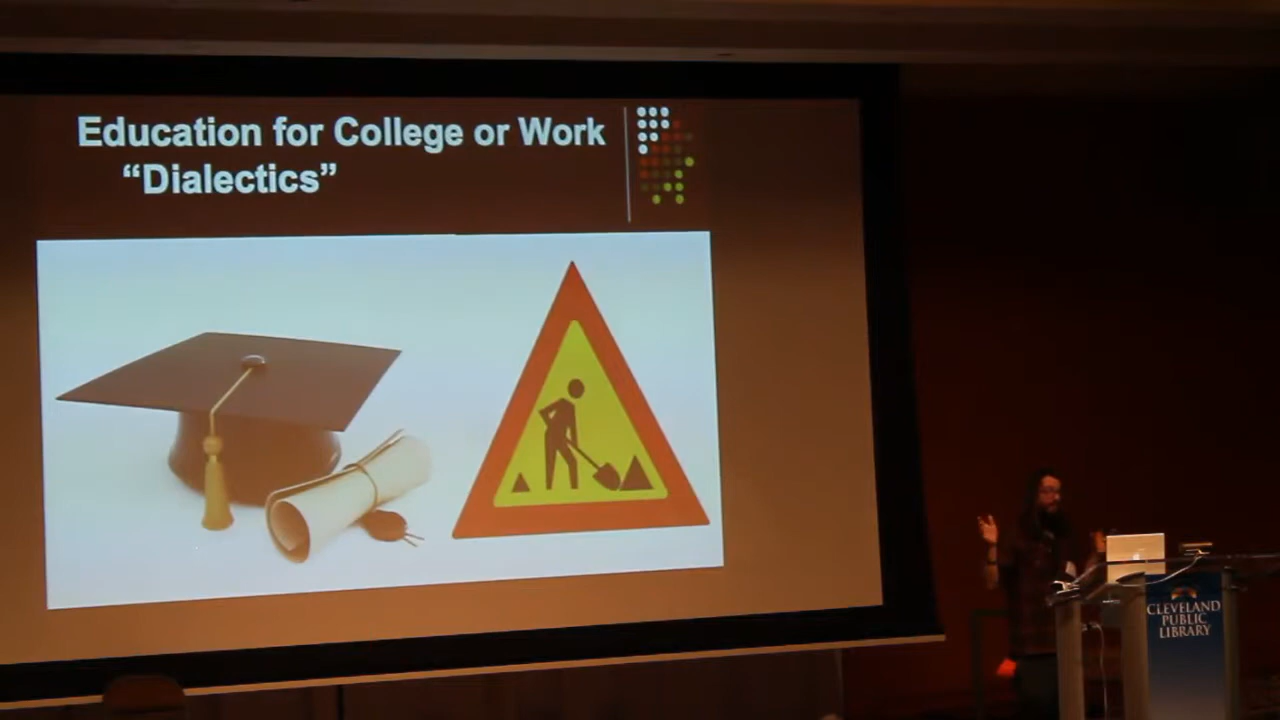 Education for College or Work
“Dialectics”
CLEVELAND
PUBLIC
LIBRARY